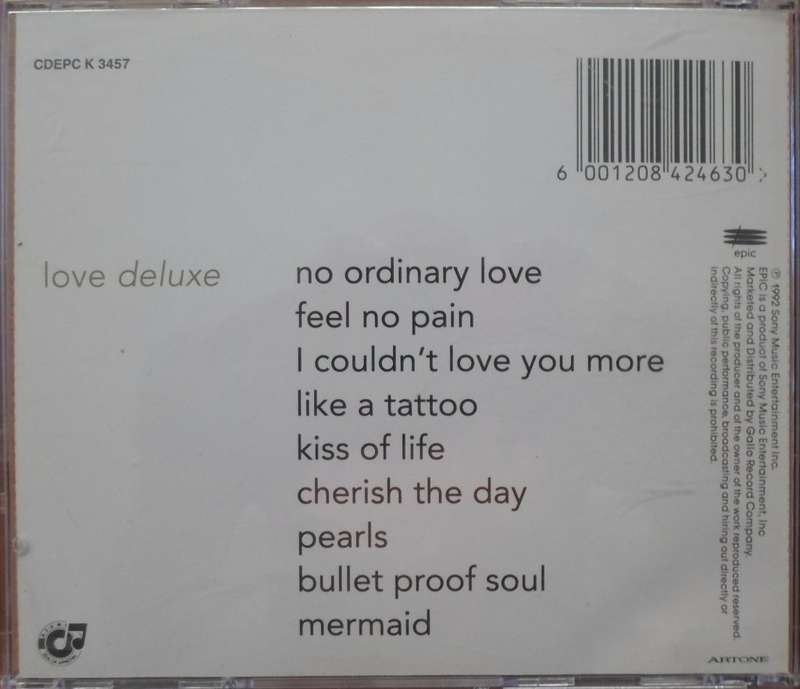 CDEPC K 3457
6 001208 424630 >
epic
love deluxe
no ordinary love
feel no pain
I couldn't love you more
like a tattoo
kiss of life
cherish the day
pearls
bullet proof soul
mermaid
℗ 1992 Sony Music Entertainment Inc.
EPIC is a product of Sony Music Entertainment, Inc
Marketed and Distributed by Gallo Record Company.
All rights of the producer and of the owner of the work reproduced reserved.
Copying, public performance, broadcasting and hiring out directly or
indirectly of this recording is prohibited.
ARTONE